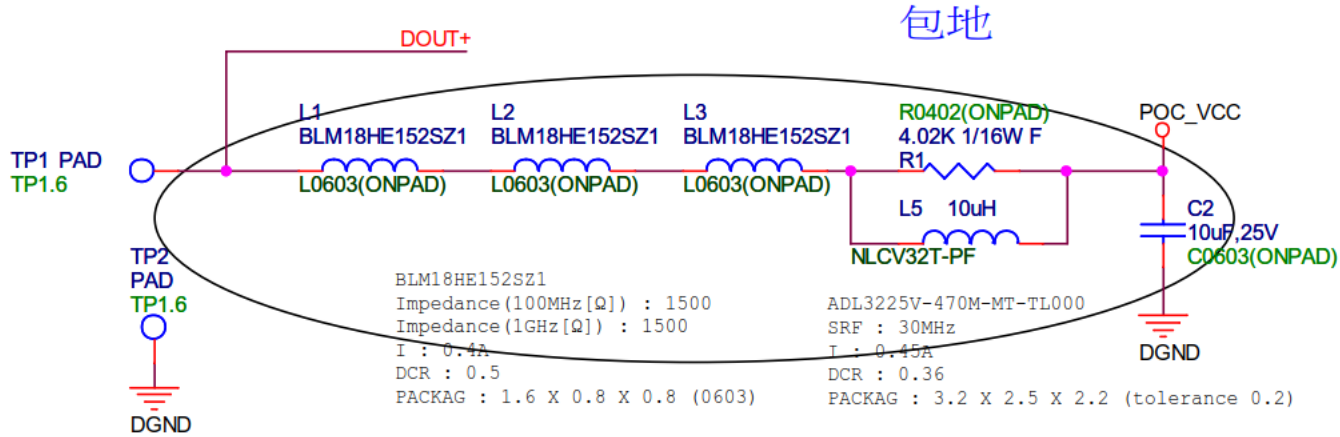 包地
DOUT+
L1
BLM18HE152SZ1
L0603(ONPAD)
L2
BLM18HE152SZ1
L0603(ONPAD)
L3
BLM18HE152SZ1
L0603(ONPAD)
R0402(ONPAD)
4.02K 1/16W F
R1
POC_VCC
TP1 PAD
TP1.6
L5 10uH
NLCV32T-PF
C2
10uF,25V
C0603(ONPAD)
DGND
TP2
PAD
TP1.6
DGND
BLM18HE152SZ1
Impedance(100MHz[Ω]) : 1500
Impedance(1GHz[Ω]) : 1500
I : 0.4A
DCR : 0.5
PACKAG : 1.6 X 0.8 X 0.8 (0603)
ADL3225V-470M-MT-TL000
SRF : 30MHz
I : 0.45A
DCR : 0.36
PACKAG : 3.2 X 2.5 X 2.2 (tolerance 0.2)